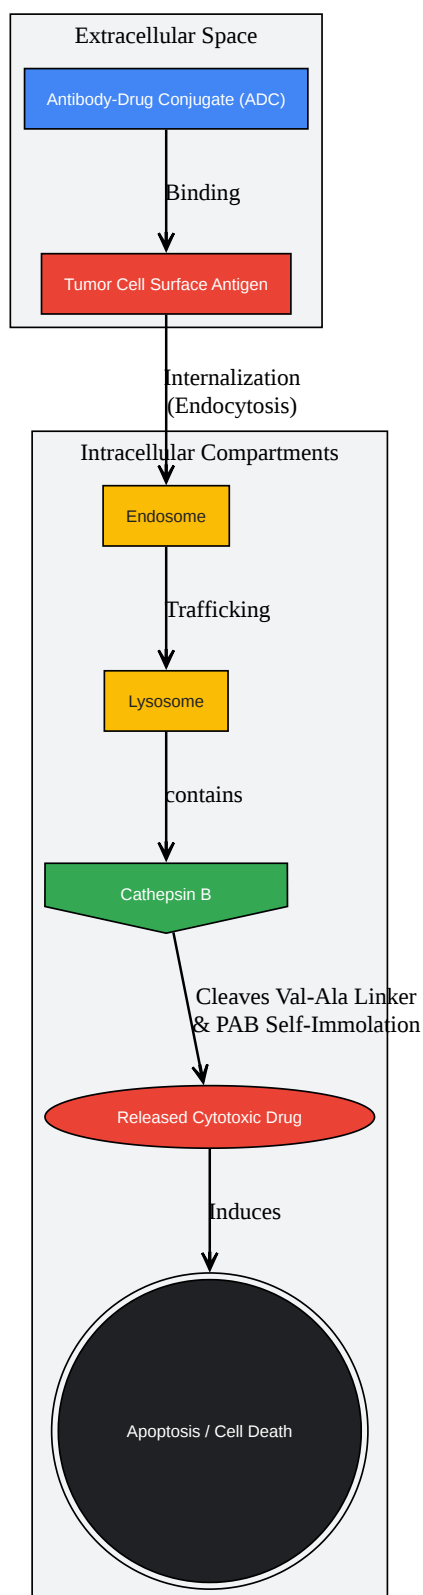 Extracellular Space
Antibody-Drug Conjugate (ADC)
Binding
Tumor Cell Surface Antigen
Internalization
(Endocytosis)
Intracellular Compartments
Endosome
Trafficking
Lysosome
contains
Cathepsin B
Cleaves Val-Ala Linker
& PAB Self-Immolation
Released Cytotoxic Drug
Induces
Apoptosis / Cell Death